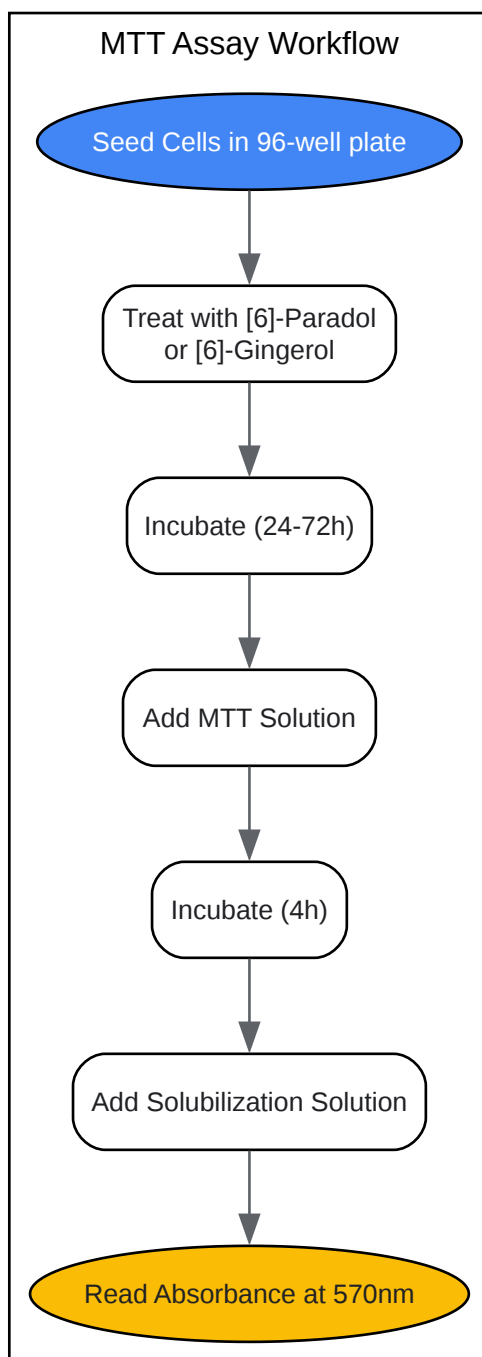 MTT Assay Workflow
Seed Cells in 96-well plate
Treat with [6]-Paradol
or [6]-Gingerol
Incubate (24-72h)
Add MTT Solution
Incubate (4h)
Add Solubilization Solution
Read Absorbance at 570nm